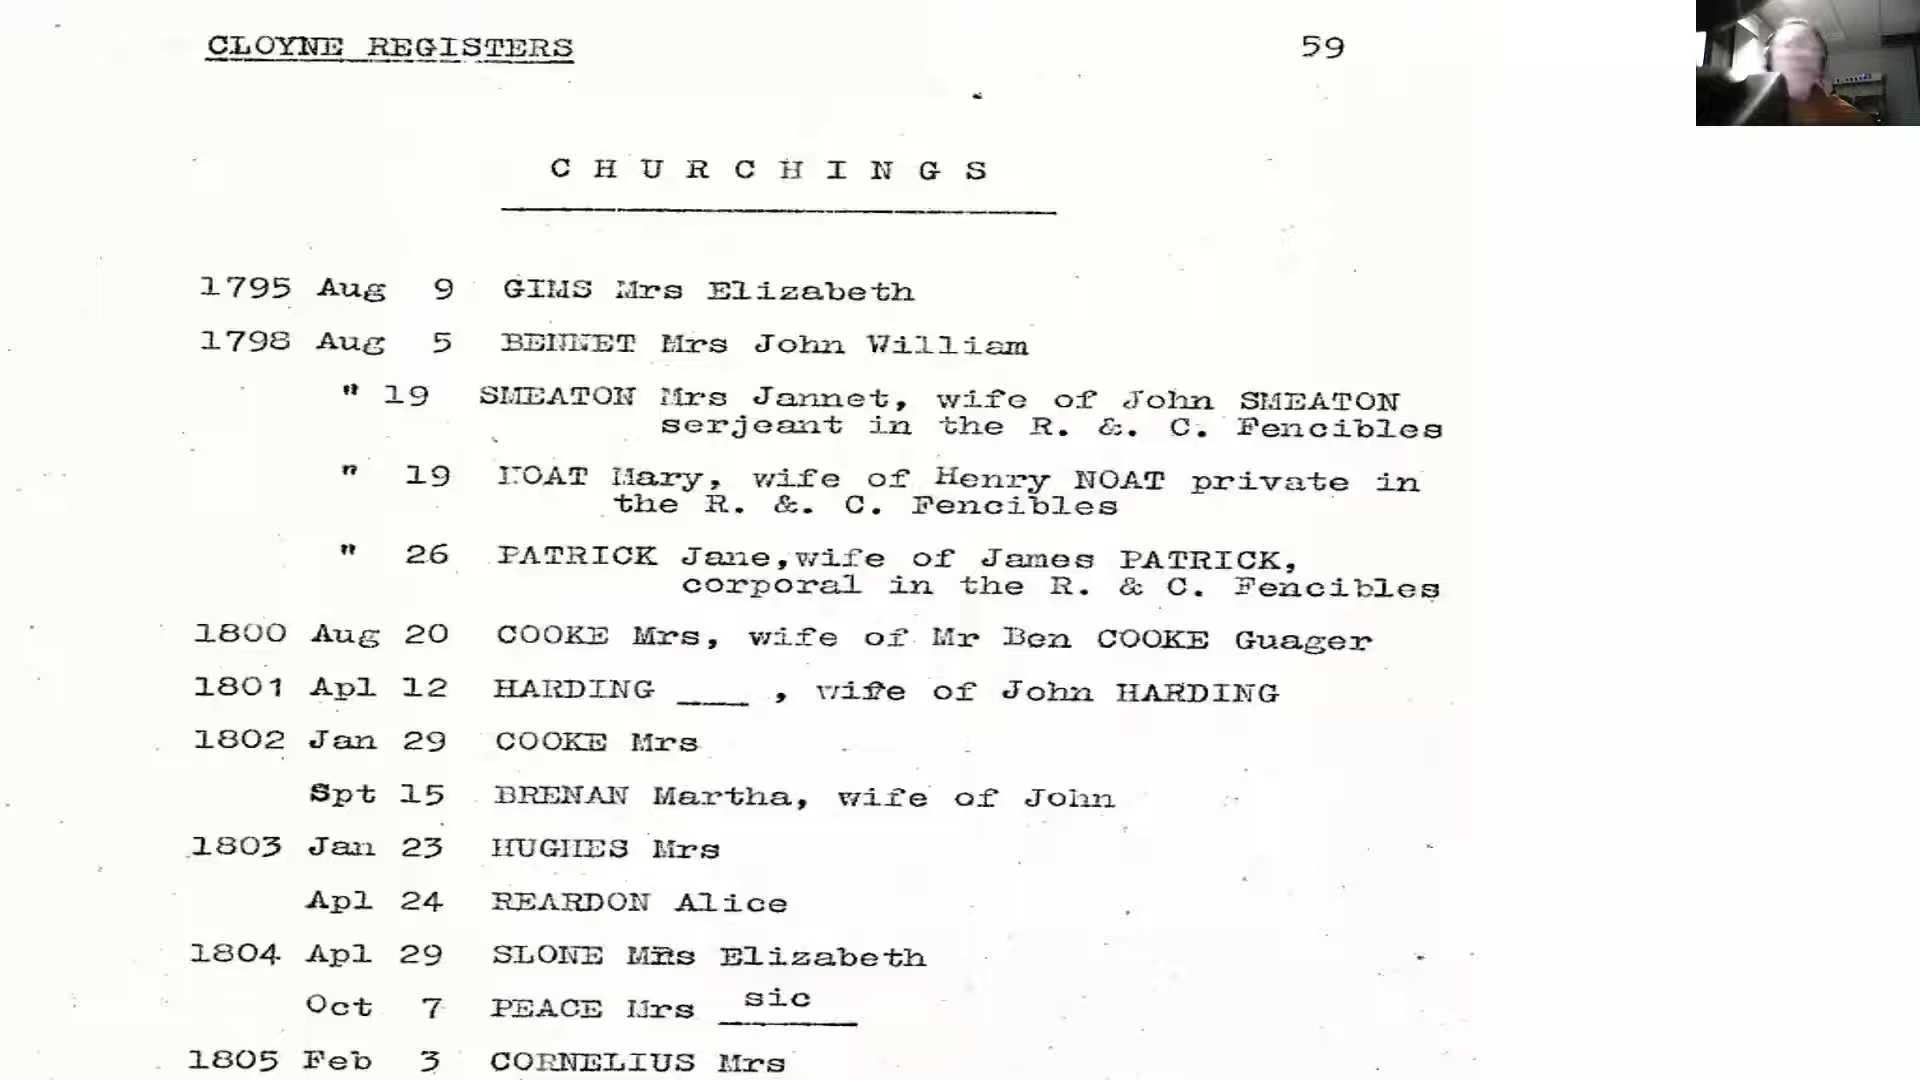 CLOYNE REGISTERS 59
C H U R C H I N G S
1795 Aug 9 GIMS Mrs Elizabeth
1798 Aug 5 BENNET Mrs John William
" 19 SMEATON Mrs Jannet, wife of John SMEATON
serjeant in the R. &. C. Fencibles
" 19 NOAT Mary, wife of Henry NOAT private in
the R. &. C. Fencibles
" 26 PATRICK Jane,wife of James PATRICK,
corporal in the R. & C. Fencibles
1800 Aug 20 COOKE Mrs, wife of Mr Ben COOKE Guager
1801 Apl 12 HARDING ___ , wife of John HARDING
1802 Jan 29 COOKE Mrs
Spt 15 BRENAN Martha, wife of John
1803 Jan 23 HUGHES Mrs
Apl 24 REARDON Alice
1804 Apl 29 SLONE MRs Elizabeth
Oct 7 PEACE Mrs sic
1805 Feb 3 CORNELIUS Mrs